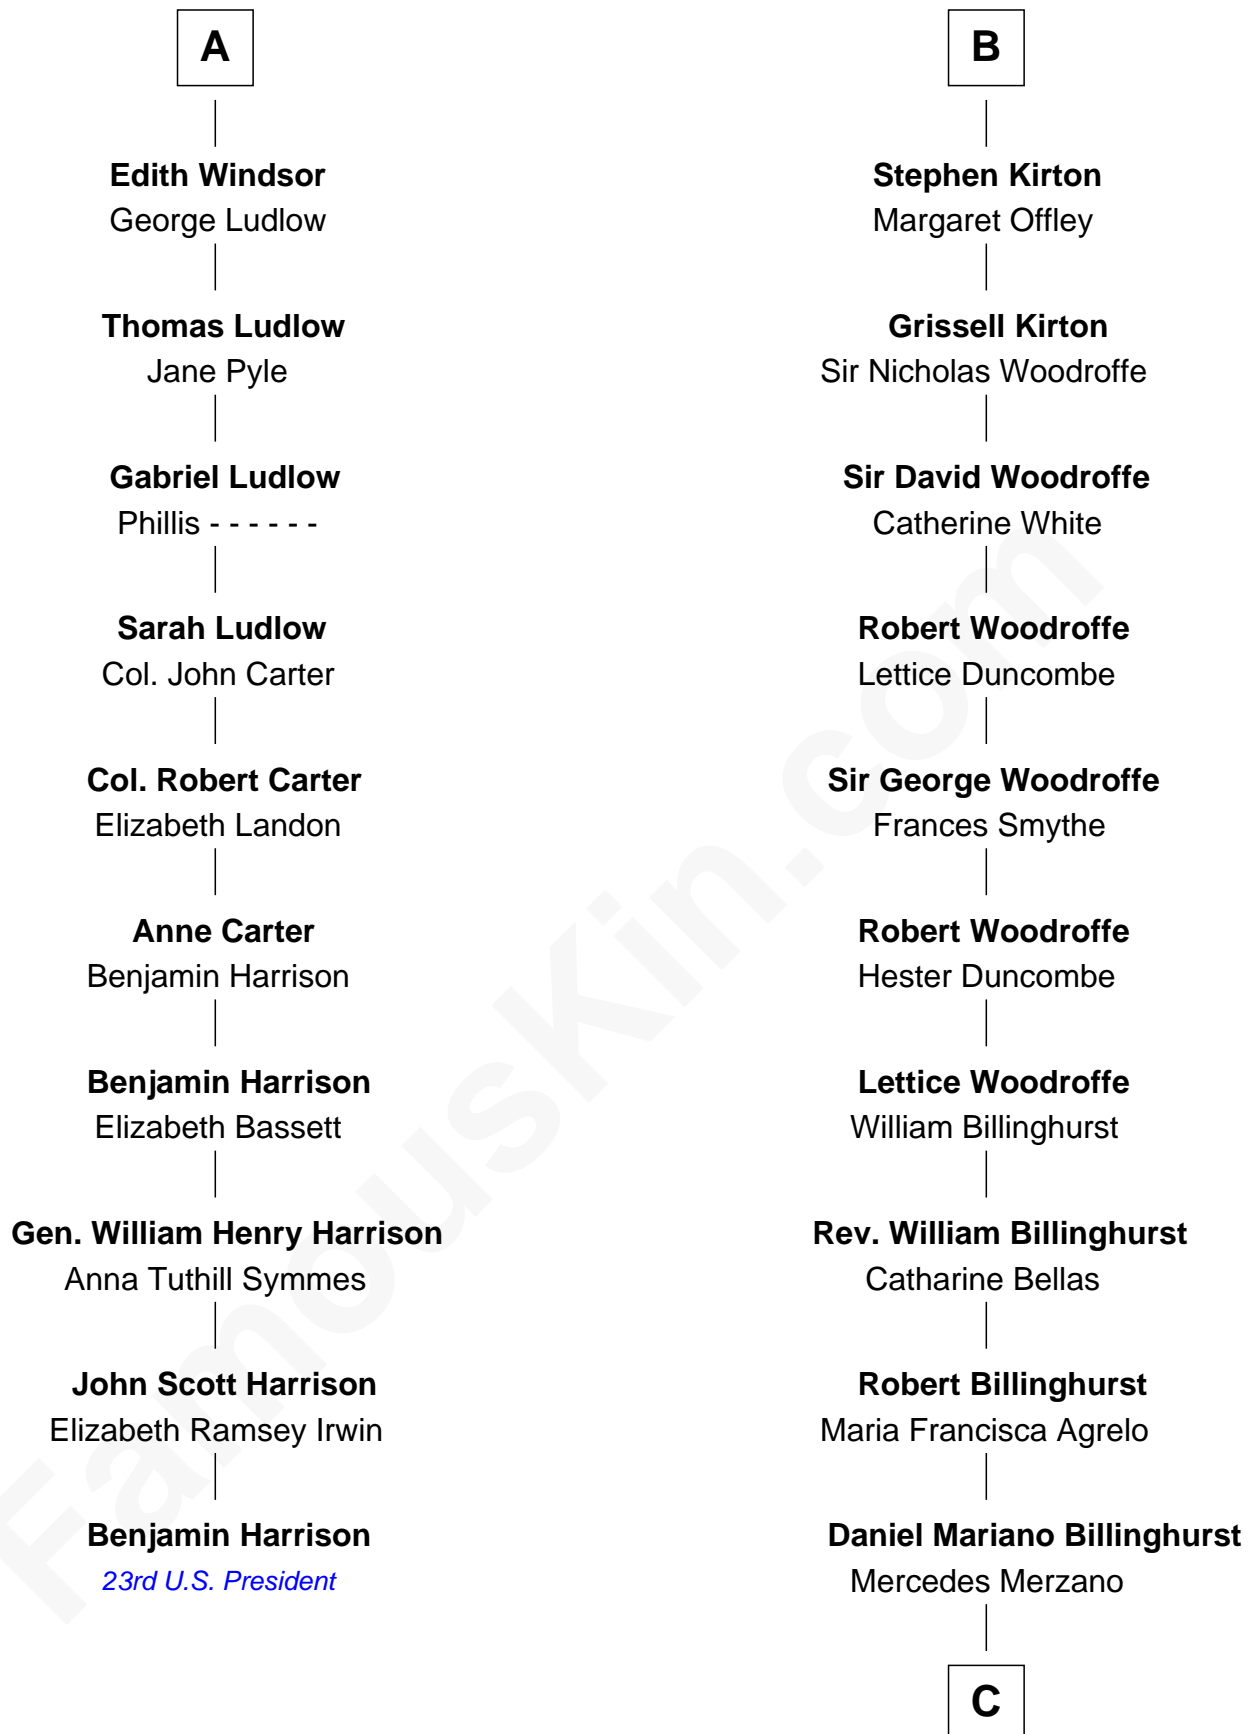 A
Edith Windsor
George Ludlow
Thomas Ludlow
Jane Pyle
Gabriel Ludlow
Phillis - - - - - -
Sarah Ludlow
Col. John Carter
Col. Robert Carter
Elizabeth Landon
Anne Carter
Benjamin Harrison
Benjamin Harrison
Elizabeth Bassett
Gen. William Henry Harrison
Anna Tuthill Symmes
John Scott Harrison
Elizabeth Ramsey Irwin
Benjamin Harrison
23rd U.S. President
B
Stephen Kirton
Margaret Offley
Grissell Kirton
Sir Nicholas Woodroffe
Sir David Woodroffe
Catherine White
Robert Woodroffe
Lettice Duncombe
Sir George Woodroffe
Frances Smythe
Robert Woodroffe
Hester Duncombe
Lettice Woodroffe
William Billinghurst
Rev. William Billinghurst
Catharine Bellas
Robert Billinghurst
Maria Francisca Agrelo
Daniel Mariano Billinghurst
Mercedes Merzano
C
FamousKin.com